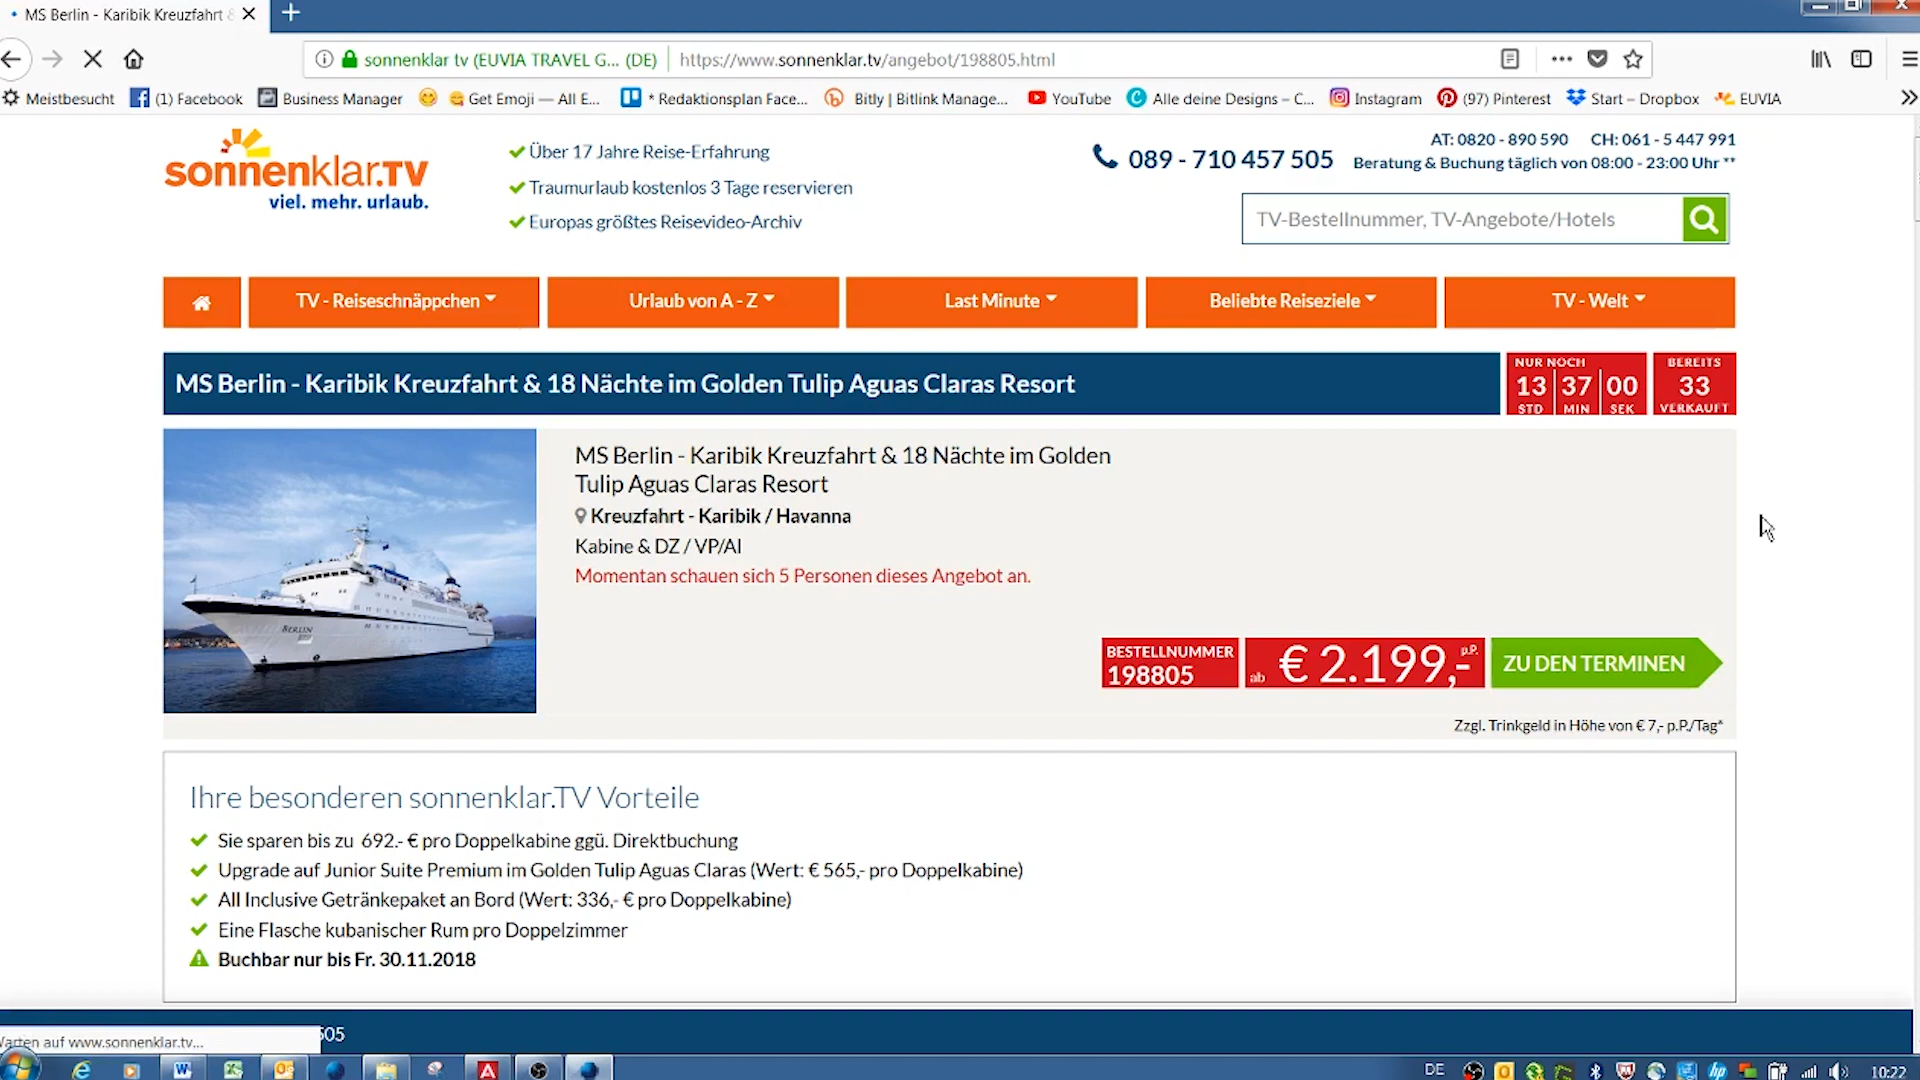 MS Berlin - Karibik Kreuzfahrt &
sonnenklar tv (EUVIA TRAVEL G... (DE)
https://www.sonnenklar.tv/angebot/198805.html
Meistbesucht
(1) Facebook
Business Manager
Get Emoji — All E...
* Redaktionsplan Face...
Bitly | Bitlink Manage...
YouTube
Alle deine Designs – C...
Instagram
(97) Pinterest
Start – Dropbox
EUVIA
sonnenklar.TV
viel. mehr. urlaub.
Über 17 Jahre Reise-Erfahrung
Traumurlaub kostenlos 3 Tage reservieren
Europas größtes Reisevideo-Archiv
089 - 710 457 505
AT: 0820 - 890 590 CH: 061 - 5 447 991
Beratung & Buchung täglich von 08:00 - 23:00 Uhr **
TV-Bestellnummer, TV-Angebote/Hotels
TV - Reiseschnäppchen
Urlaub von A - Z
Last Minute
Beliebte Reiseziele
TV - Welt
MS Berlin - Karibik Kreuzfahrt & 18 Nächte im Golden Tulip Aguas Claras Resort
NUR NOCH
13 37 00
STD MIN SEK
BEREITS
33
VERKAUFT
BERLIN
MS Berlin - Karibik Kreuzfahrt & 18 Nächte im Golden
Tulip Aguas Claras Resort
Kreuzfahrt - Karibik / Havanna
Kabine & DZ / VP/AI
Momentan schauen sich 5 Personen dieses Angebot an.
BESTELLNUMMER
198805
ab € 2.199,- p.P.
ZU DEN TERMINEN
Zzgl. Trinkgeld in Höhe von € 7,- p.P./Tag*
Ihre besonderen sonnenklar.TV Vorteile
Sie sparen bis zu 692.- € pro Doppelkabine ggü. Direktbuchung
Upgrade auf Junior Suite Premium im Golden Tulip Aguas Claras (Wert: € 565,- pro Doppelkabine)
All Inclusive Getränkepaket an Bord (Wert: 336,- € pro Doppelkabine)
Eine Flasche kubanischer Rum pro Doppelzimmer
Buchbar nur bis Fr. 30.11.2018
Warten auf www.sonnenklar.tv...
505
DE
10:22